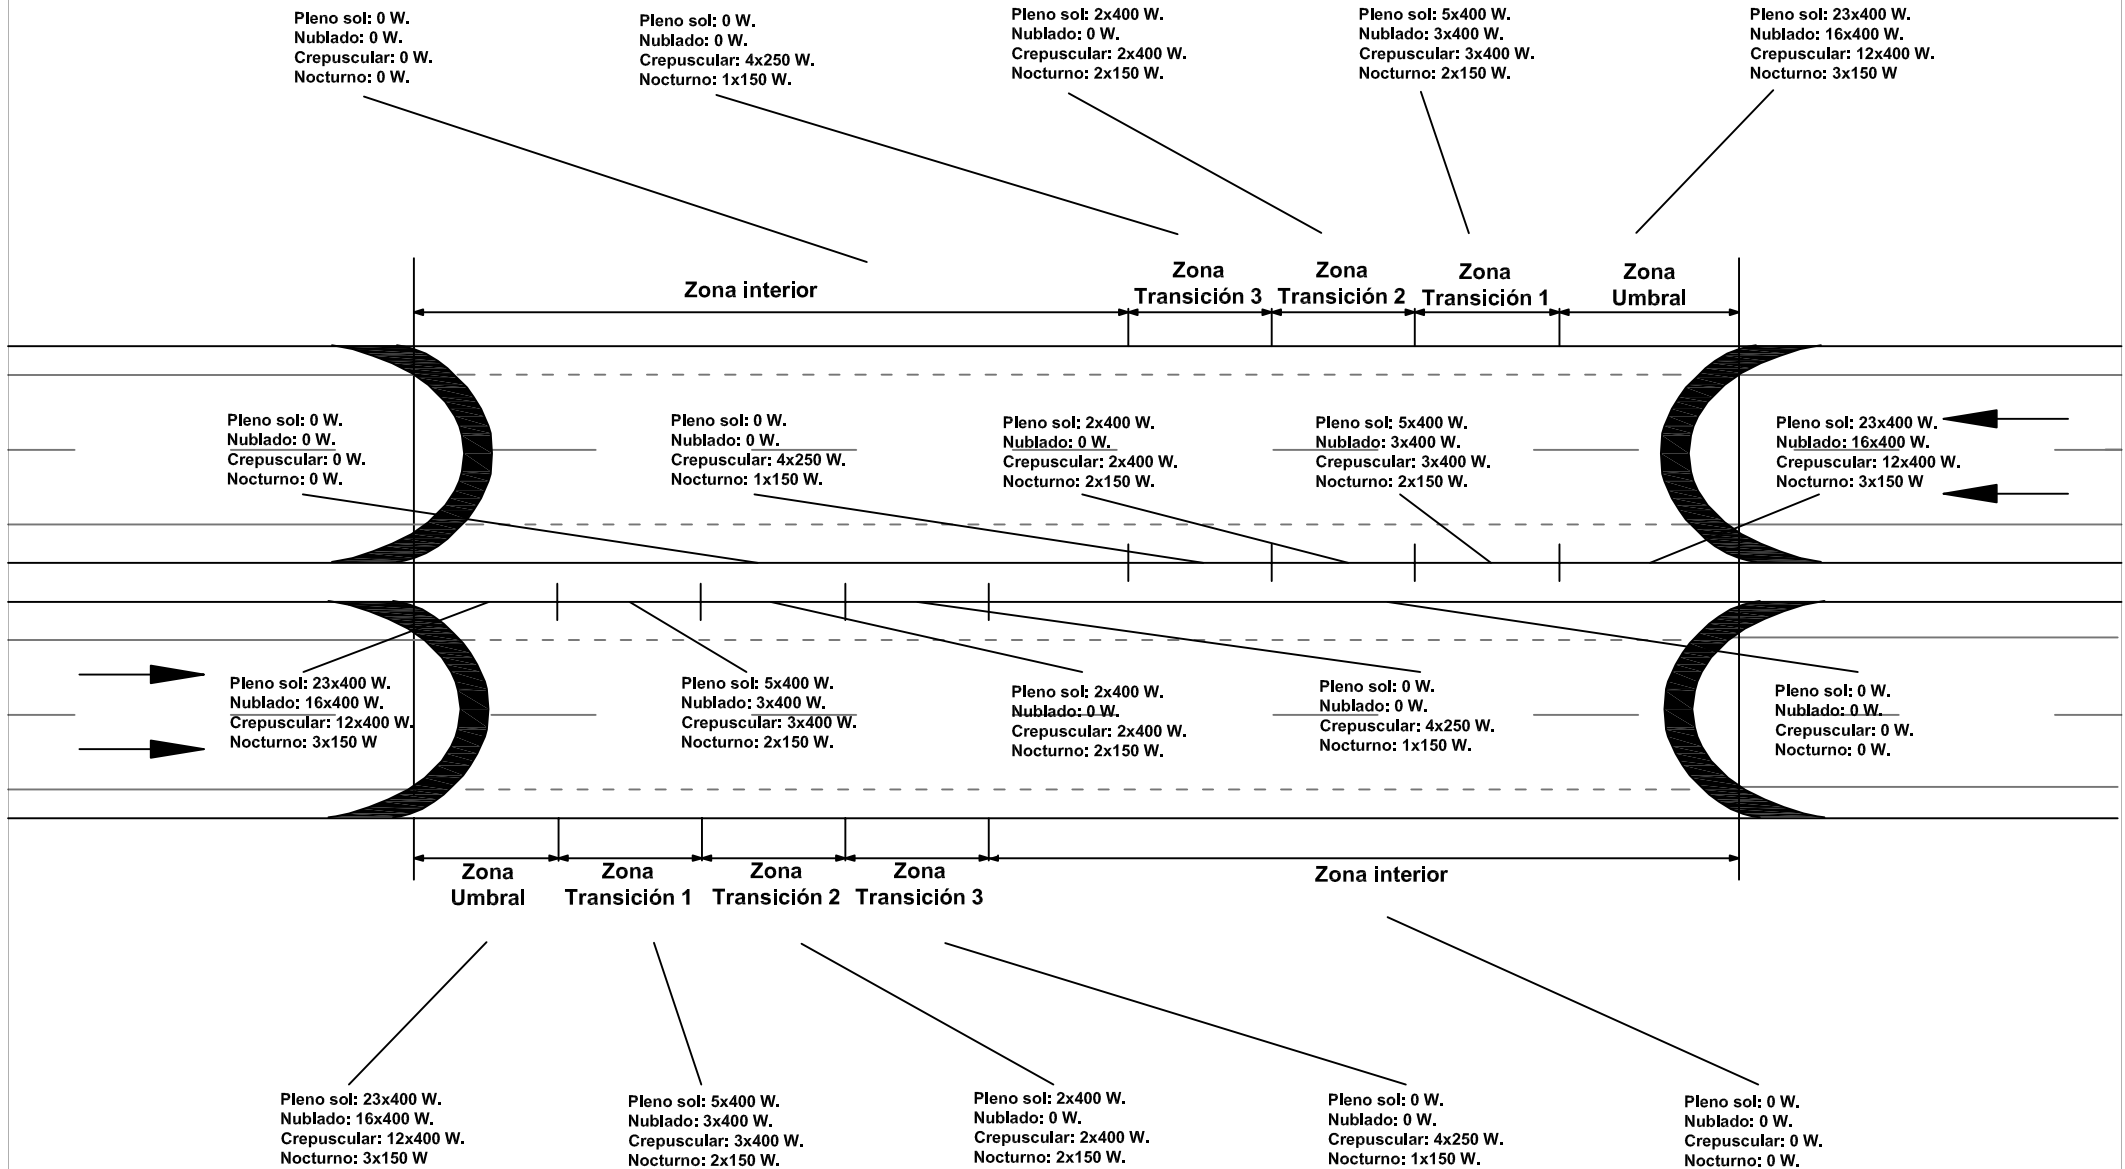 Pleno sol: 0 W.
Nublado: 0 W.
Crepuscular: 0 W.
Nocturno: 0 W.
Pleno sol: 0 W.
Nublado: 0 W.
Crepuscular: 4x250 W.
Nocturno: 1x150 W.
Pleno sol: 2x400 W.
Nublado: 0 W.
Crepuscular: 2x400 W.
Nocturno: 2x150 W.
Pleno sol: 5x400 W.
Nublado: 3x400 W.
Crepuscular: 3x400 W.
Nocturno: 2x150 W.
Pleno sol: 23x400 W.
Nublado: 16x400 W.
Crepuscular: 12x400 W.
Nocturno: 3x150 W
Zona interior
Zona
Transición 3
Zona
Transición 2
Zona
Transición 1
Zona
Umbral
Pleno sol: 0 W.
Nublado: 0 W.
Crepuscular: 0 W.
Nocturno: 0 W.
Pleno sol: 0 W.
Nublado: 0 W.
Crepuscular: 4x250 W.
Nocturno: 1x150 W.
Pleno sol: 2x400 W.
Nublado: 0 W.
Crepuscular: 2x400 W.
Nocturno: 2x150 W.
Pleno sol: 5x400 W.
Nublado: 3x400 W.
Crepuscular: 3x400 W.
Nocturno: 2x150 W.
Pleno sol: 23x400 W.
Nublado: 16x400 W.
Crepuscular: 12x400 W.
Nocturno: 3x150 W
Pleno sol: 23x400 W.
Nublado: 16x400 W.
Crepuscular: 12x400 W.
Nocturno: 3x150 W
Pleno sol: 5x400 W.
Nublado: 3x400 W.
Crepuscular: 3x400 W.
Nocturno: 2x150 W.
Pleno sol: 2x400 W.
Nublado: 0 W.
Crepuscular: 2x400 W.
Nocturno: 2x150 W.
Pleno sol: 0 W.
Nublado: 0 W.
Crepuscular: 4x250 W.
Nocturno: 1x150 W.
Pleno sol: 0 W.
Nublado: 0 W.
Crepuscular: 0 W.
Nocturno: 0 W.
Zona
Umbral
Zona
Transición 1
Zona
Transición 2
Zona
Transición 3
Zona interior
Pleno sol: 23x400 W.
Nublado: 16x400 W.
Crepuscular: 12x400 W.
Nocturno: 3x150 W
Pleno sol: 5x400 W.
Nublado: 3x400 W.
Crepuscular: 3x400 W.
Nocturno: 2x150 W.
Pleno sol: 2x400 W.
Nublado: 0 W.
Crepuscular: 2x400 W.
Nocturno: 2x150 W.
Pleno sol: 0 W.
Nublado: 0 W.
Crepuscular: 4x250 W.
Nocturno: 1x150 W.
Pleno sol: 0 W.
Nublado: 0 W.
Crepuscular: 0 W.
Nocturno: 0 W.